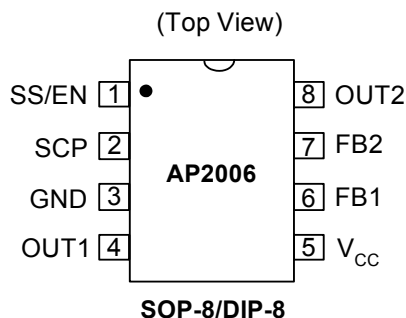 (Top View)
SS/EN 1 8 OUT2
SCP 2 7 FB2
AP2006
GND 3 6 FB1
OUT1 4 5 VCC
SOP-8/DIP-8